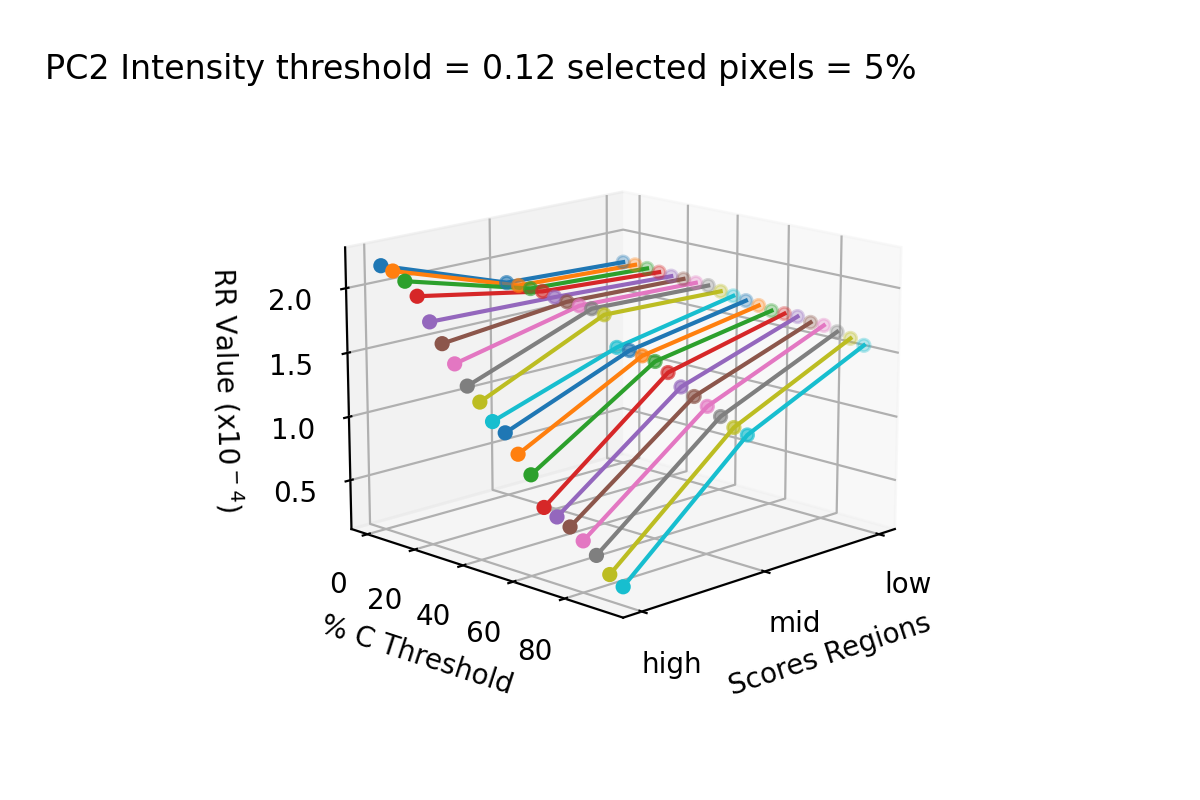 PC2 Intensity threshold = 0.12 selected pixels = 5%
RR Value (x10⁻⁴)
2.0
1.5
1.0
0.5
0
20
40
60
80
% C Threshold
high
mid
low
Scores Regions